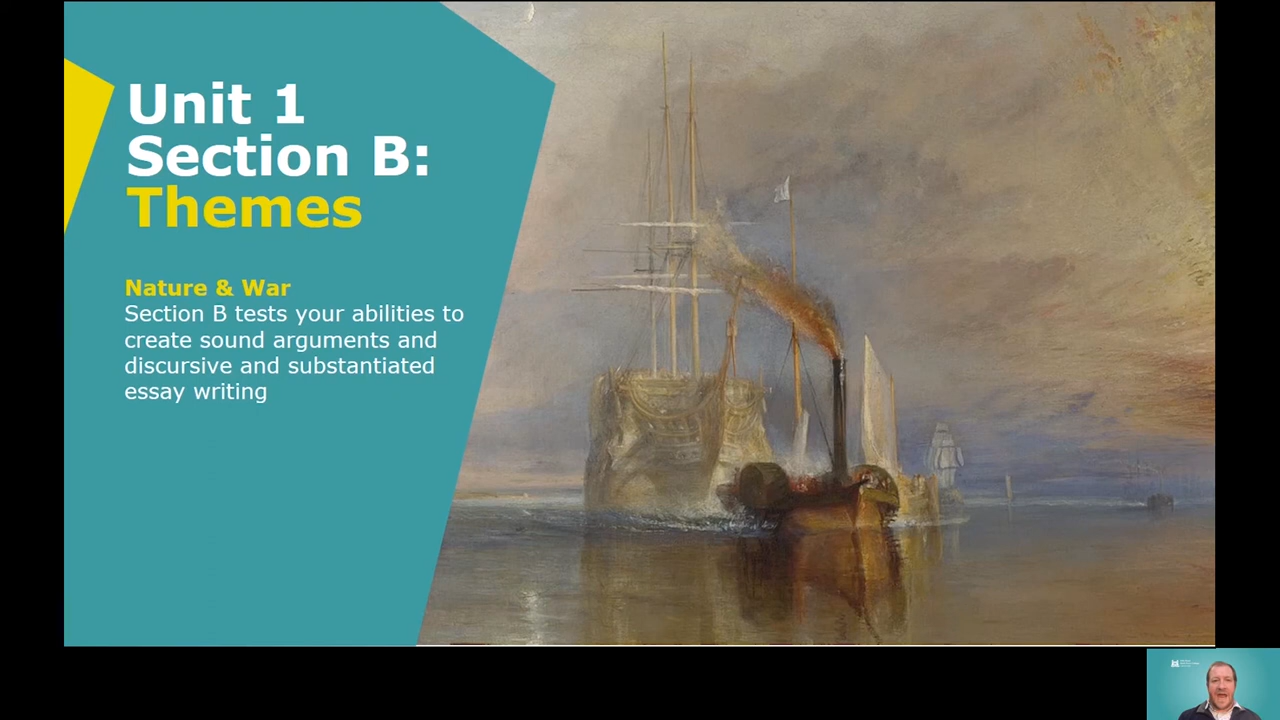 Unit 1
Section B:
Themes
Nature & War
Section B tests your abilities to
create sound arguments and
discursive and substantiated
essay writing